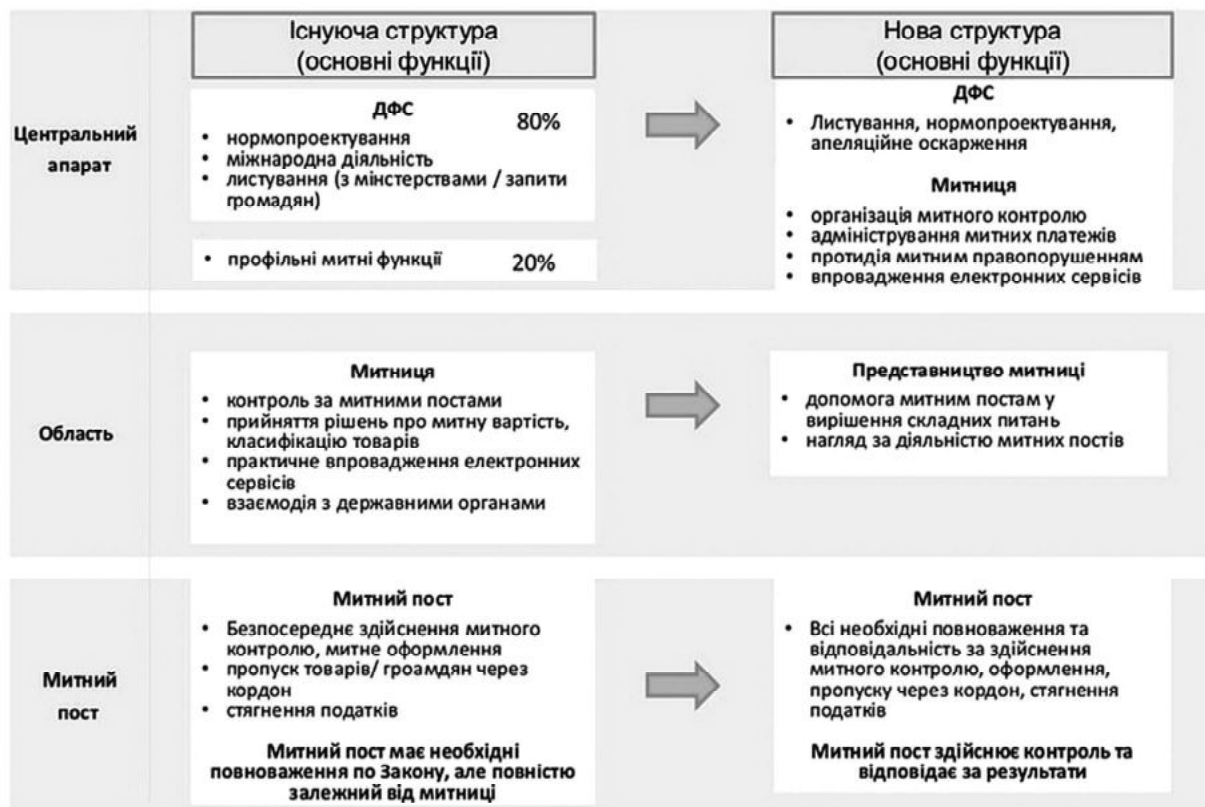 Існуюча структура
(основні функції)
Нова структура
(основні функції)
Центральний
апарат
ДФС
80%
• нормопроектування
• міжнародна діяльність
• листування (з мінстерствами / запити
громадян)
• профільні митні функції
20%
ДФС
• Листування, нормопроектування,
апеляційне оскарження
Митниця
• організація митного контролю
• адміністрування митних платежів
• протидія митним правопорушенням
• впровадження електронних сервісів
Область
Митниця
• контроль за митними постами
• прийняття рішень про митну вартість,
класифікацію товарів
• практичне впровадження електронних
сервісів
• взаємодія з державними органами
Представництво митниці
• допомога митним постам у
вирішення складних питань
• нагляд за діяльністю митних постів
Митний
пост
Митний пост
• Безпосереднє здійснення митного
контролю, митне оформлення
• пропуск товарів/ гроамдян через
кордон
• стягнення податків
Митний пост має необхідні
повноваження по Закону, але повністю
залежний від митниці
Митний пост
• Всі необхідні повноваження та
відповідальність за здійснення
митного контролю, оформлення,
пропуску через кордон, стягнення
податків
Митний пост здійснює контроль та
відповідає за результати